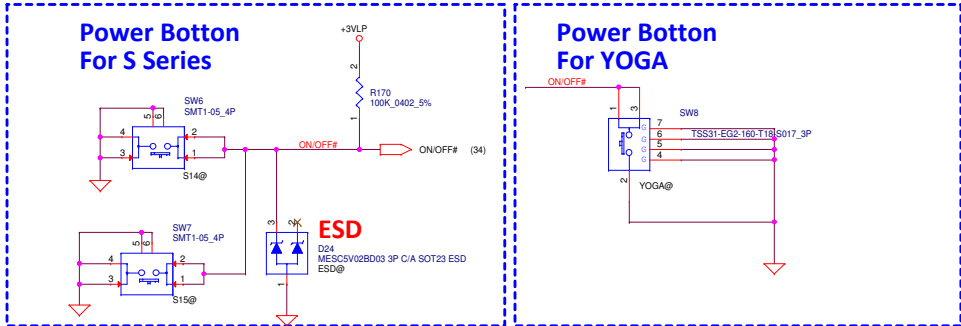 Power Botton
For S Series
+3VLP
2
R170
100K_0402_5%
1
SW6
SMT1-05_4P
5
6
4
2
3
1
S14@
ON/OFF#
ON/OFF# (34)
SW7
SMT1-05_4P
5
6
4
2
3
1
S15@
3
2
ESD
D24
MESC5V02BD03 3P C/A SOT23 ESD
ESD@
1
Power Botton
For YOGA
ON/OFF#
1
3
SW8
TSS31-EG2-160-T18-S017_3P
G
7
G
6
G
5
G
4
2
YOGA@